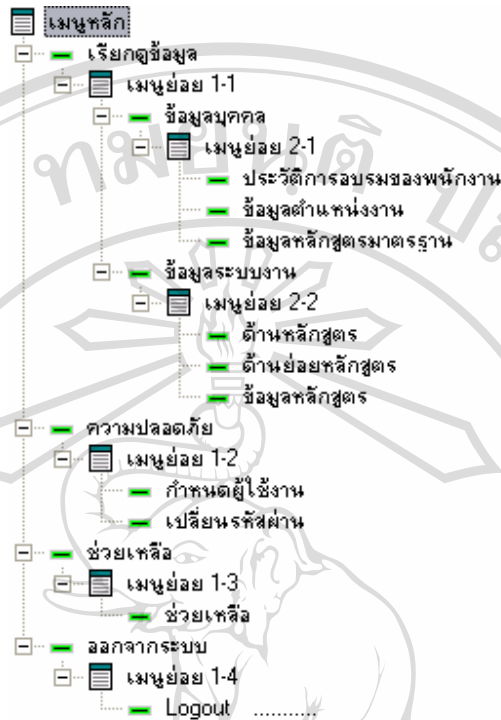 เมนูหลัก
เรียกดูข้อมูล
เมนูย่อย 1-1
ข้อมูลบุคคล
เมนูย่อย 2-1
ประวัติการอบรมของพนักงาน
ข้อมูลตำแหน่งงาน
ข้อมูลหลักสูตรมาตรฐาน
ข้อมูลระบบงาน
เมนูย่อย 2-2
ด้านหลักสูตร
ด้านย่อยหลักสูตร
ข้อมูลหลักสูตร
ความปลอดภัย
เมนูย่อย 1-2
กำหนดผู้ใช้งาน
เปลี่ยนรหัสผ่าน
ช่วยเหลือ
เมนูย่อย 1-3
ช่วยเหลือ
ออกจากระบบ
เมนูย่อย 1-4
Logout ...........